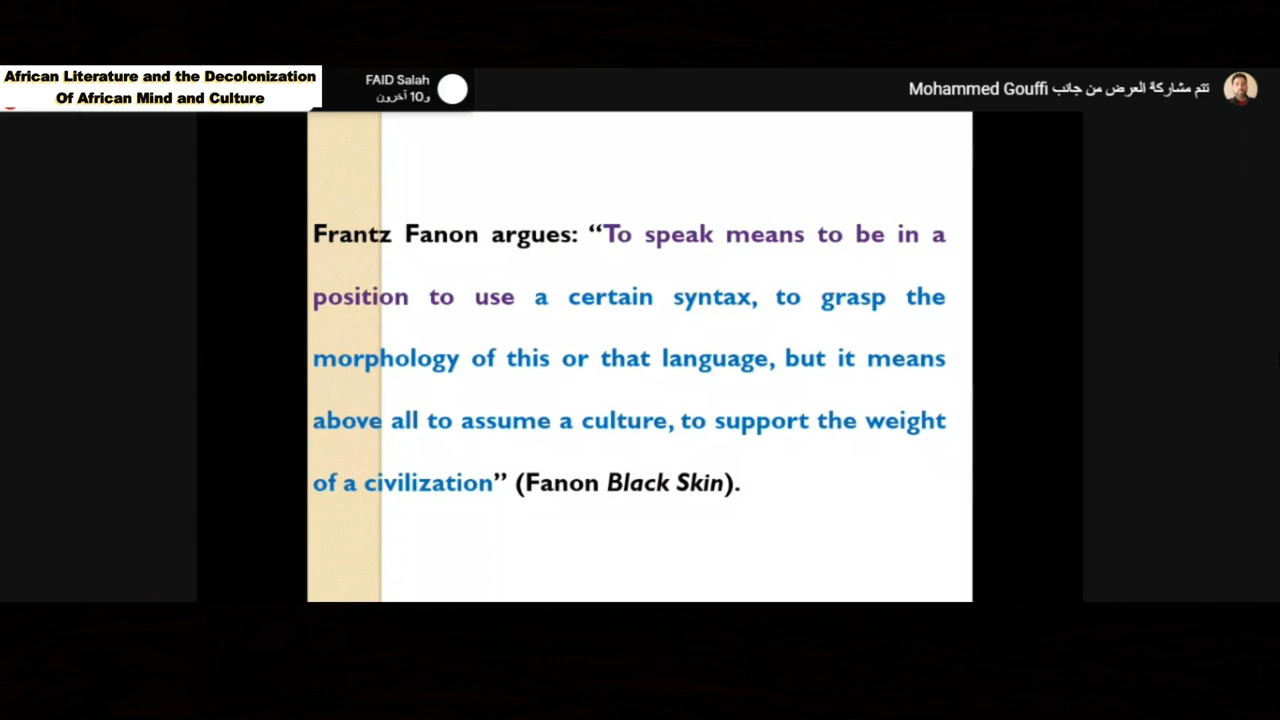 African Literature and the Decolonization
Of African Mind and Culture
FAID Salah
و10 آخرون
تتم مشاركة العرض من جانب Mohammed Gouffi
Frantz Fanon argues: “To speak means to be in a
position to use a certain syntax, to grasp the
morphology of this or that language, but it means
above all to assume a culture, to support the weight
of a civilization” (Fanon Black Skin).